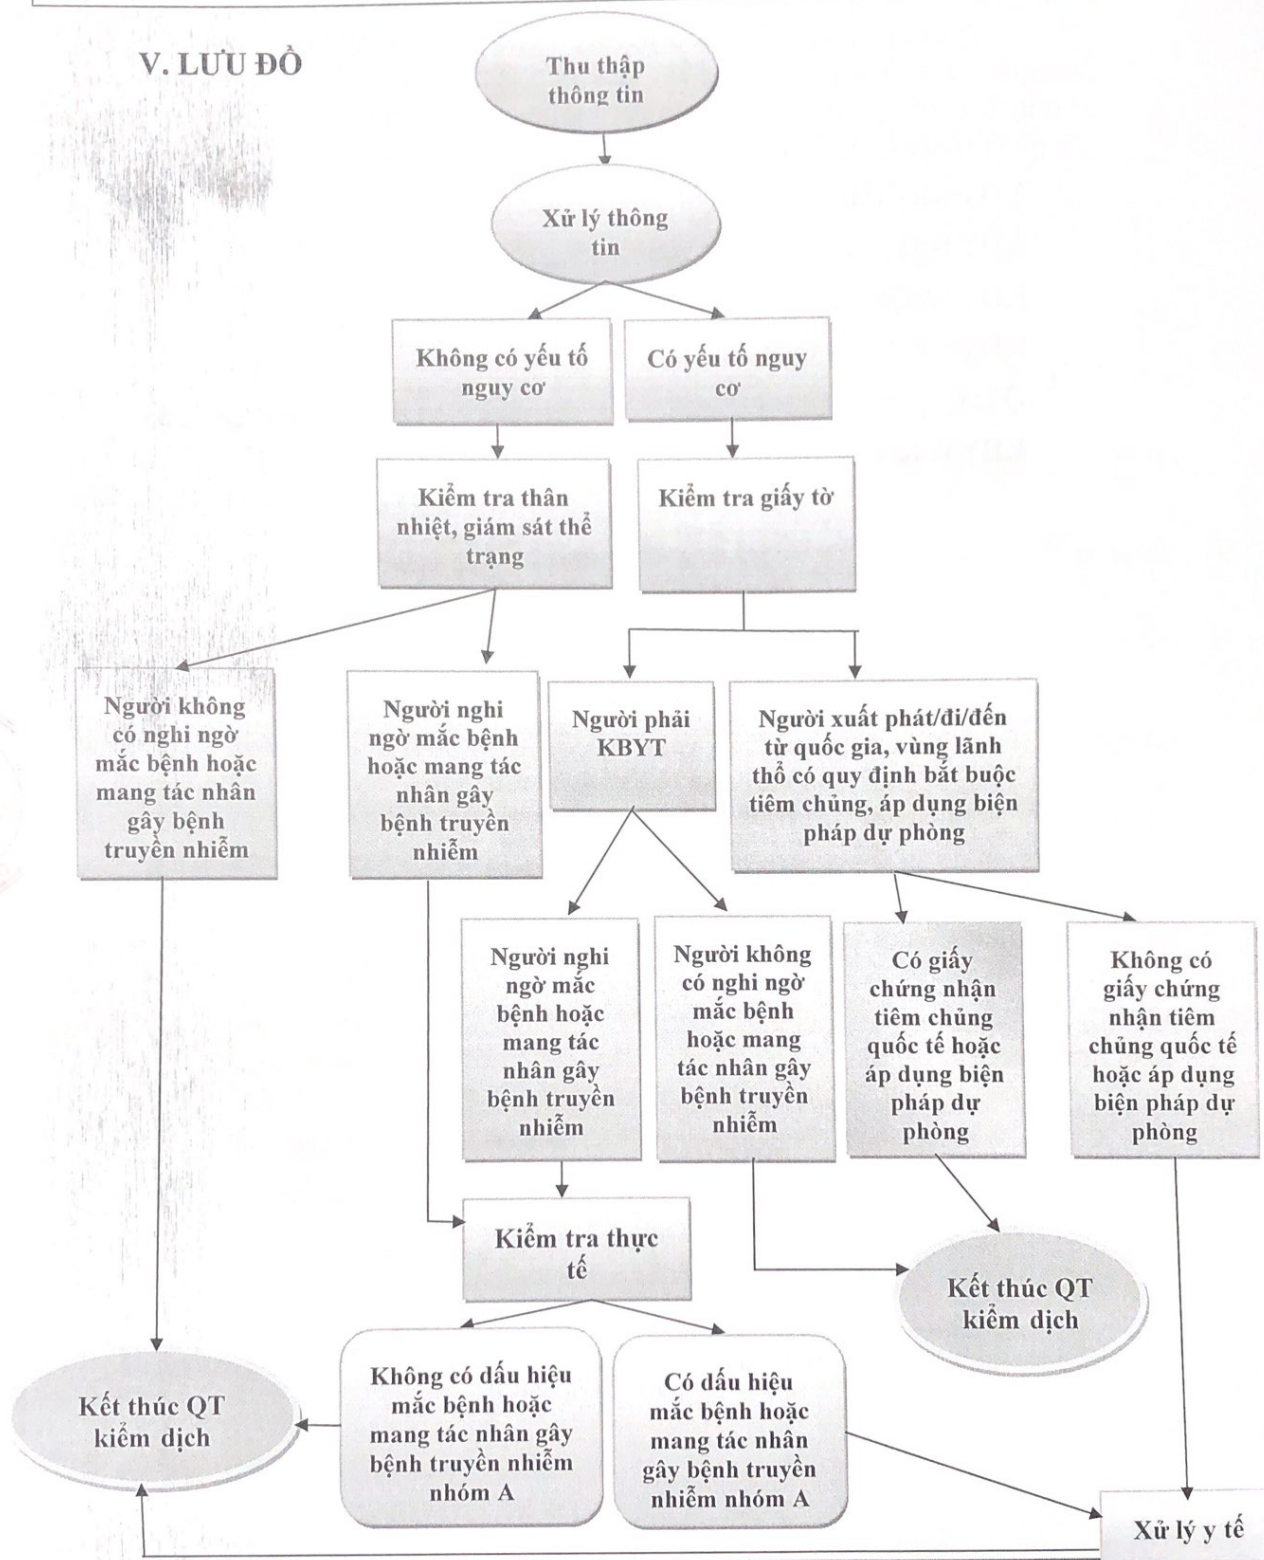 V. LƯU ĐỒ
Thu thập
thông tin
Xử lý thông
tin
Không có yếu tố
nguy cơ
Có yếu tố nguy
cơ
Kiểm tra thân
nhiệt, giám sát thể
trạng
Kiểm tra giấy tờ
Người không
có nghi ngờ
mắc bệnh hoặc
mang tác nhân
gây bệnh
truyền nhiễm
Người nghi
ngờ mắc bệnh
hoặc mang tác
nhân gây
bệnh truyền
nhiễm
Người phải
KBYT
Người xuất phát/đi/đến
từ quốc gia, vùng lãnh
thổ có quy định bắt buộc
tiêm chủng, áp dụng biện
pháp dự phòng
Người nghi
ngờ mắc
bệnh hoặc
mang tác
nhân gây
bệnh truyền
nhiễm
Người không
có nghi ngờ
mắc bệnh
hoặc mang
tác nhân gây
bệnh truyền
nhiễm
Có giấy
chứng nhận
tiêm chủng
quốc tế hoặc
áp dụng biện
pháp dự
phòng
Không có
giấy chứng
nhận tiêm
chủng quốc tế
hoặc áp dụng
biện pháp dự
phòng
Kiểm tra thực
tế
Kết thúc QT
kiểm dịch
Kết thúc QT
kiểm dịch
Không có dấu hiệu
mắc bệnh hoặc
mang tác nhân gây
bệnh truyền nhiễm
nhóm A
Có dấu hiệu
mắc bệnh hoặc
mang tác nhân
gây bệnh truyền
nhiễm nhóm A
Xử lý y tế